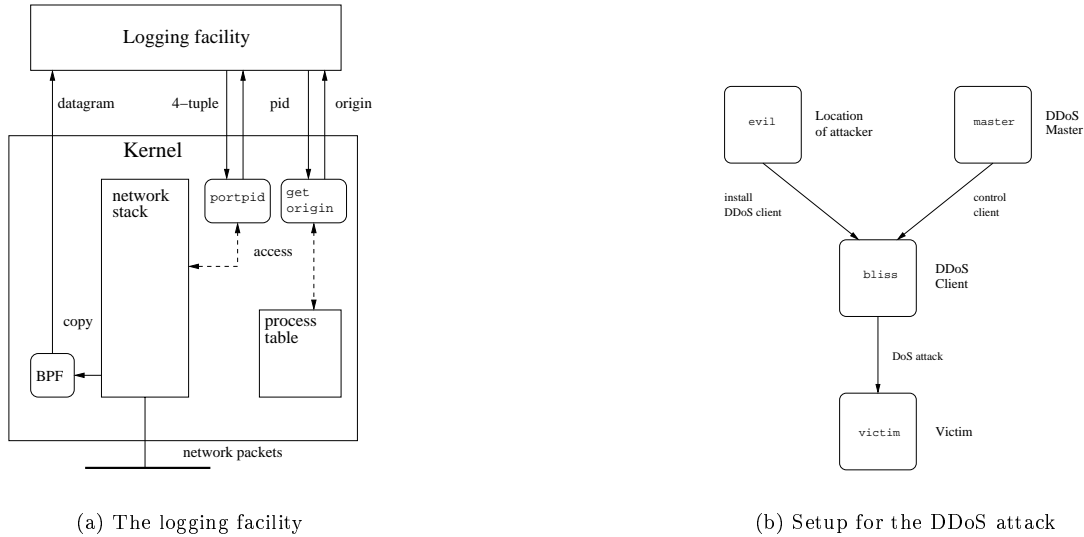 Logging facility
datagram
4−tuple
pid
origin
Kernel
network
stack
portpid
get
origin
access
copy
process
table
BPF
network packets
(a) The logging facility
evil
Location
of attacker
master
DDoS
Master
install
DDoS client
control
client
bliss
DDoS
Client
DoS attack
victim
Victim
(b) Setup for the DDoS attack